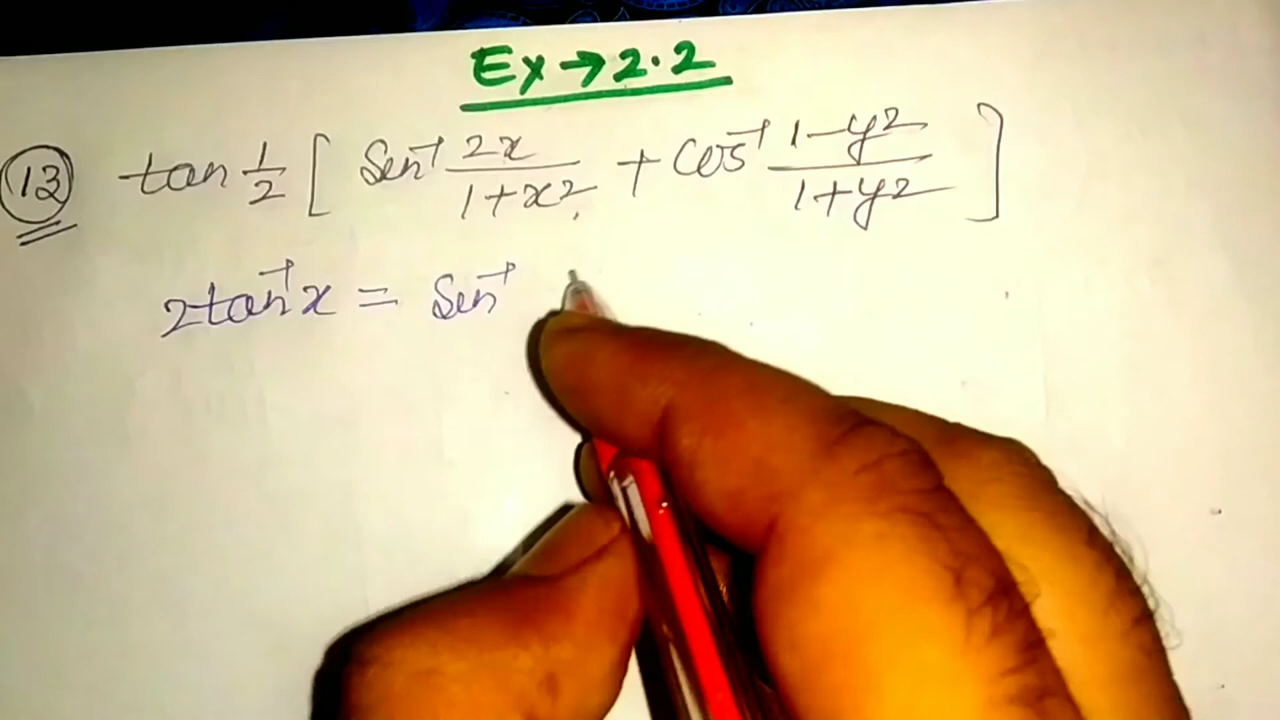 Ex → 2.2
13 tan 1/2 [ Sin⁻¹ 2x/1+x² + Cos⁻¹ 1-y²/1+y² ]
2tan⁻¹x = Sin⁻¹